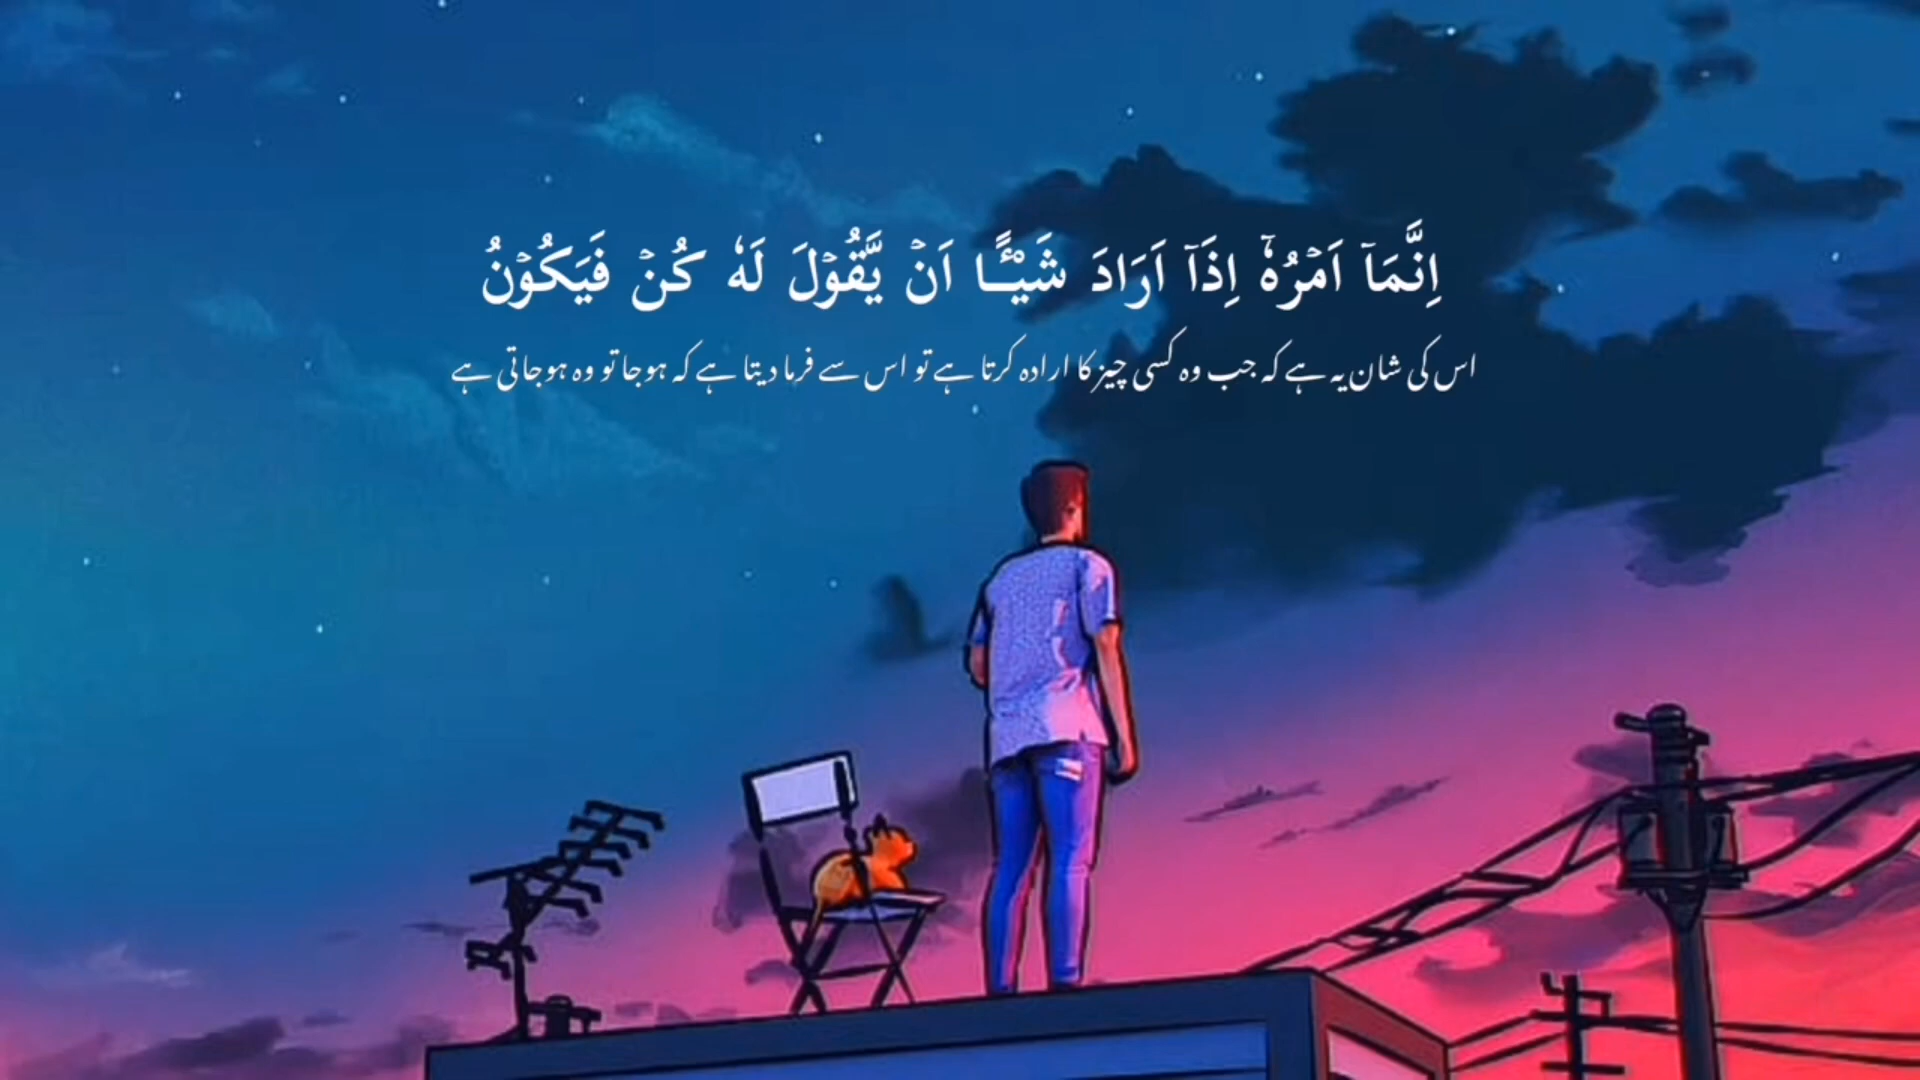 اِنَّمَاۤ اَمۡرُهٗۤ اِذَاۤ اَرَادَ شَیۡـًٔـا اَنۡ یَّقُوۡلَ لَهٗ كُنۡ فَیَكُوۡنُ
اس کی شان یہ ہے کہ جب وہ کسی چیز کا ارادہ کرتا ہے تو اس سے فرما دیتا ہے کہ ہوجا تو وہ ہوجاتی ہے